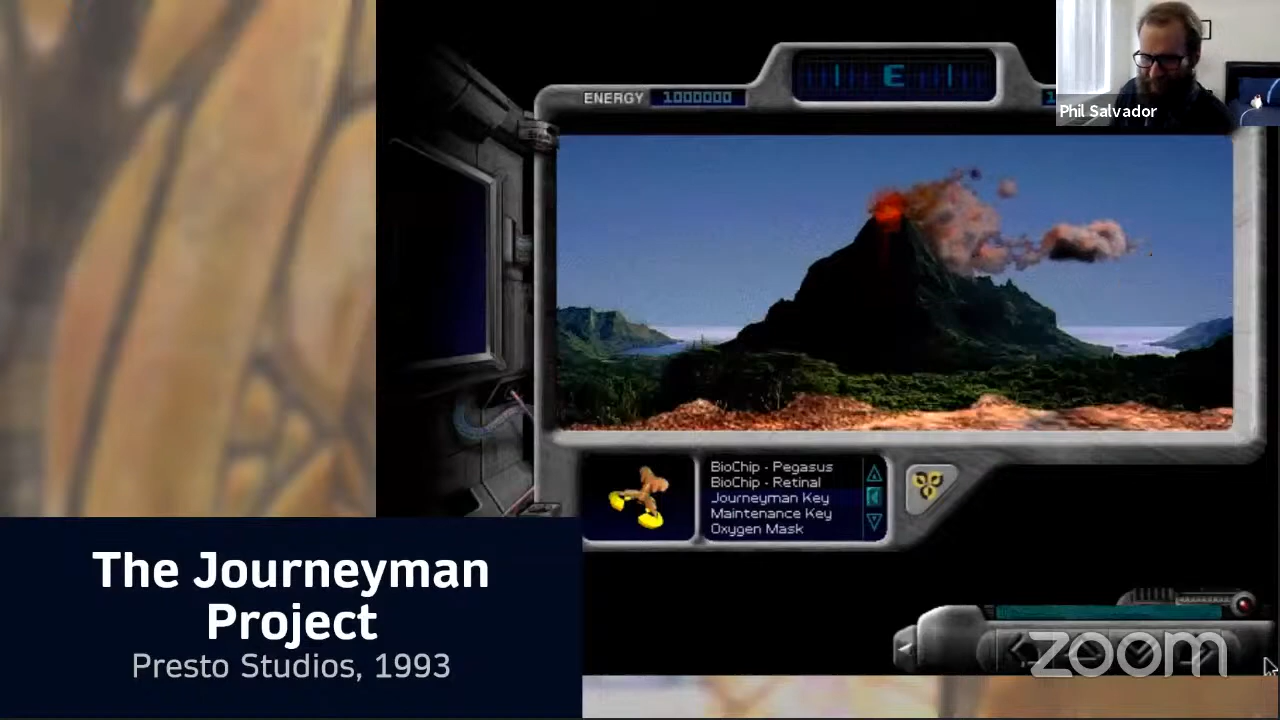 E
ENERGY 1000000
1
Phil Salvador
BioChip - Pegasus
BioChip - Retinal
Journeyman Key
Maintenance Key
Oxygen Mask
The Journeyman
Project
Presto Studios, 1993
zoom